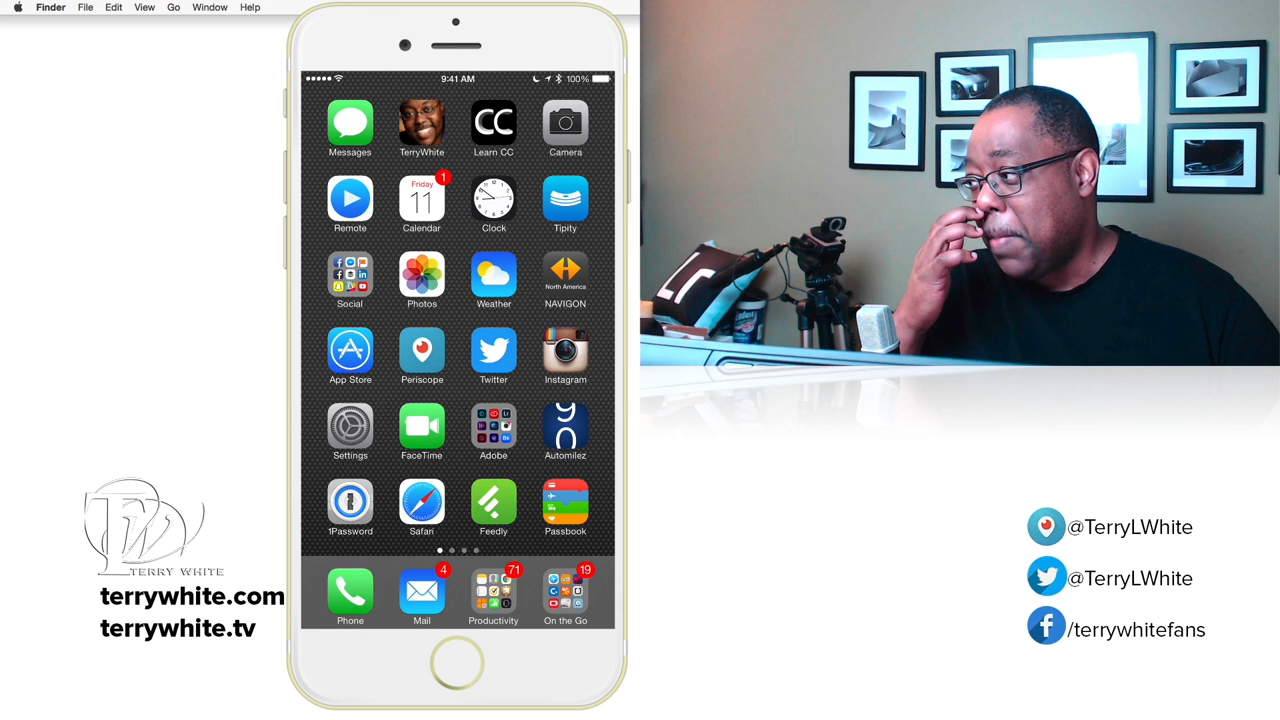 Finder File Edit View Go Window Help
9:41 AM 100%
Messages TerryWhite Learn CC Camera
CC
Friday
11
1
Remote Calendar Clock Tipity
North America
Social Photos Weather NAVIGON
App Store Periscope Twitter Instagram
Settings FaceTime Adobe Automilez
1Password Safari Feedly Passbook
4 71 19
Phone Mail Productivity On the Go
TERRY WHITE
terrywhite.com
terrywhite.tv
Lr
@TerryLWhite
@TerryLWhite
/terrywhitefans